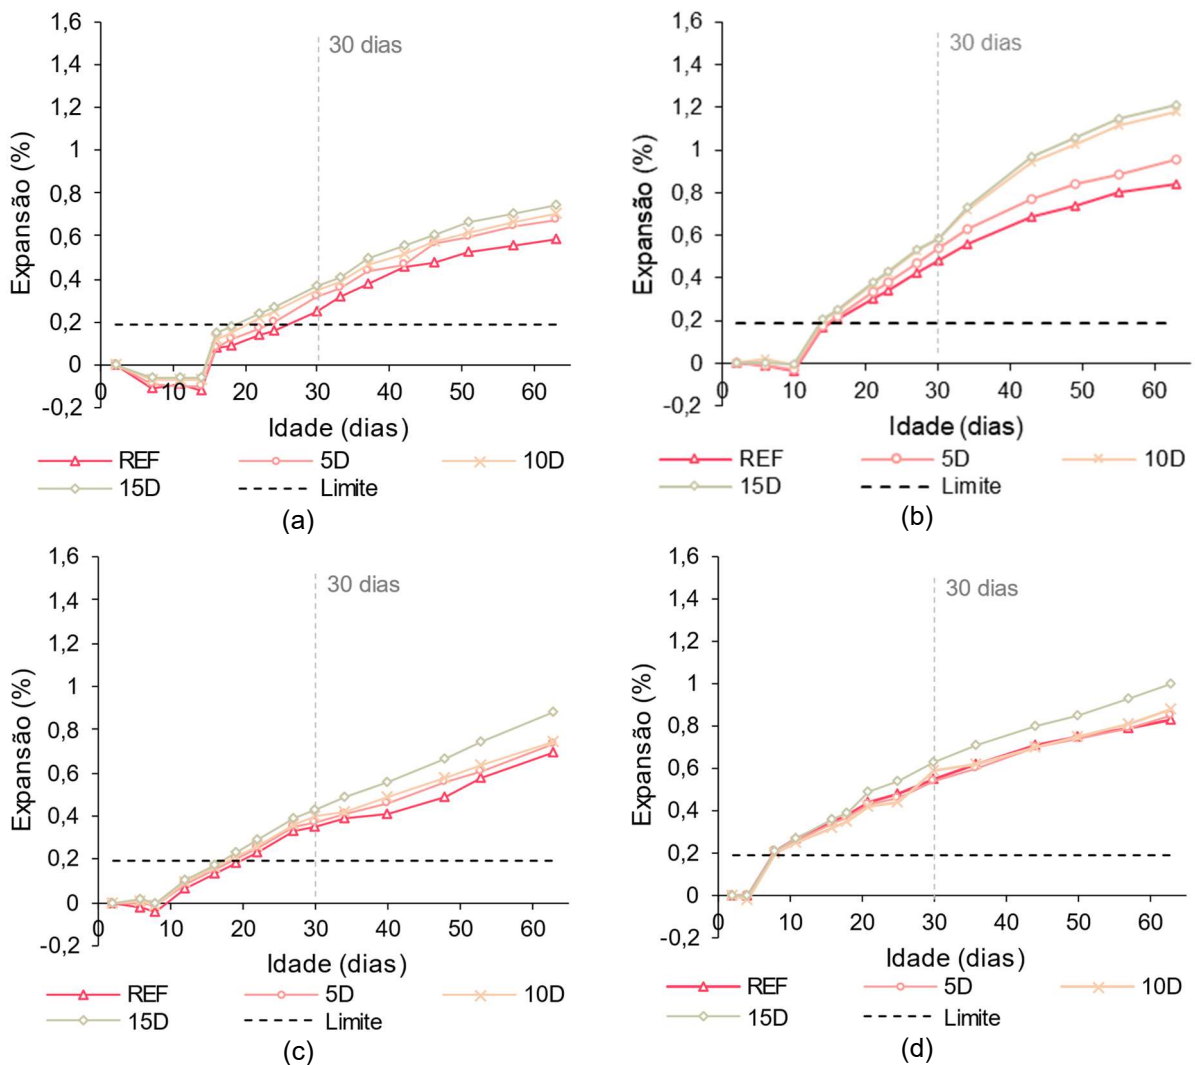 1,6
1,4
1,2
1
0,8
0,6
0,4
0,2
0
-0,2
Expansão (%)
30 dias
0 10 20 30 40 50 60
Idade (dias)
REF 5D 10D
15D Limite
(a)
1,6
1,4
1,2
1
0,8
0,6
0,4
0,2
0
-0,2
Expansão (%)
30 dias
0 10 20 30 40 50 60
Idade (dias)
REF 5D 10D
15D Limite
(b)
1,6
1,4
1,2
1
0,8
0,6
0,4
0,2
0
-0,2
Expansão (%)
30 dias
0 10 20 30 40 50 60
Idade (dias)
REF 5D 10D
15D Limite
(c)
1,6
1,4
1,2
1
0,8
0,6
0,4
0,2
0
-0,2
Expansão (%)
30 dias
0 10 20 30 40 50 60
Idade (dias)
REF 5D 10D
15D Limite
(d)